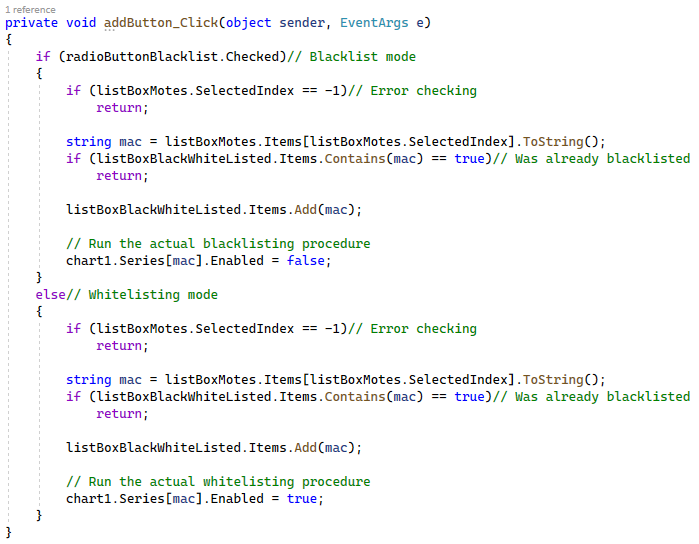 1 reference
private void addButton_Click(object sender, EventArgs e)
{
    if (radioButtonBlacklist.Checked)// Blacklist mode
    {
        if (listBoxMotes.SelectedIndex == -1)// Error checking
            return;

        string mac = listBoxMotes.Items[listBoxMotes.SelectedIndex].ToString();
        if (listBoxBlackWhiteListed.Items.Contains(mac) == true)// Was already blacklisted
            return;

        listBoxBlackWhiteListed.Items.Add(mac);

        // Run the actual blacklisting procedure
        chart1.Series[mac].Enabled = false;
    }
    else// Whitelisting mode
    {
        if (listBoxMotes.SelectedIndex == -1)// Error checking
            return;

        string mac = listBoxMotes.Items[listBoxMotes.SelectedIndex].ToString();
        if (listBoxBlackWhiteListed.Items.Contains(mac) == true)// Was already blacklisted
            return;

        listBoxBlackWhiteListed.Items.Add(mac);

        // Run the actual whitelisting procedure
        chart1.Series[mac].Enabled = true;
    }
}